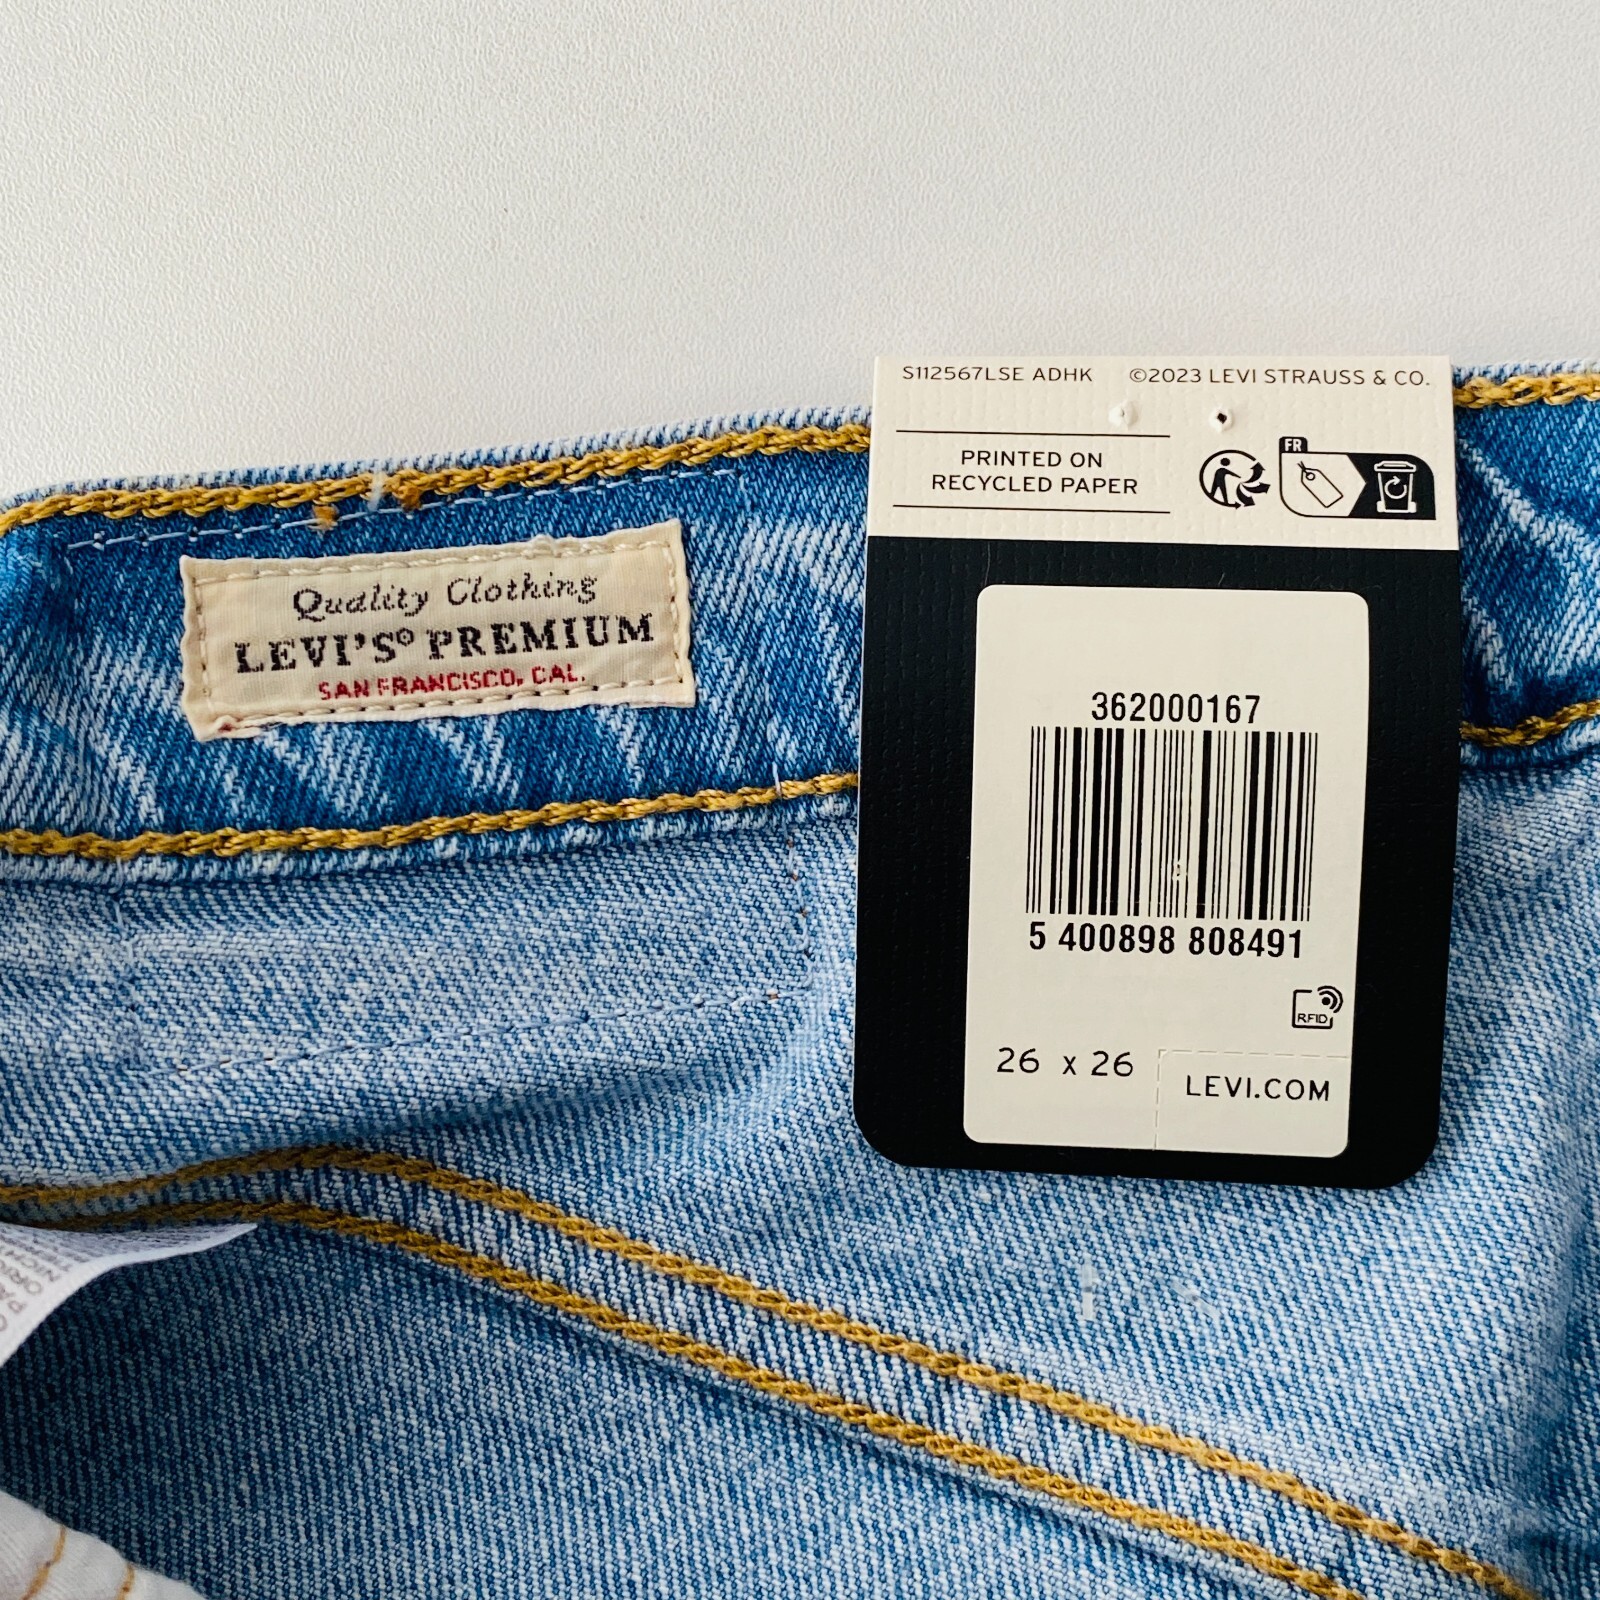 S112567LSE ADHK ©2023 LEVI STRAUSS & CO.
PRINTED ON
RECYCLED PAPER
FR
Quality Clothing
LEVI'S® PREMIUM
SAN FRANCISCO, CAL.
362000167
5 400898 808491
RFID
26 x 26
LEVI.COM